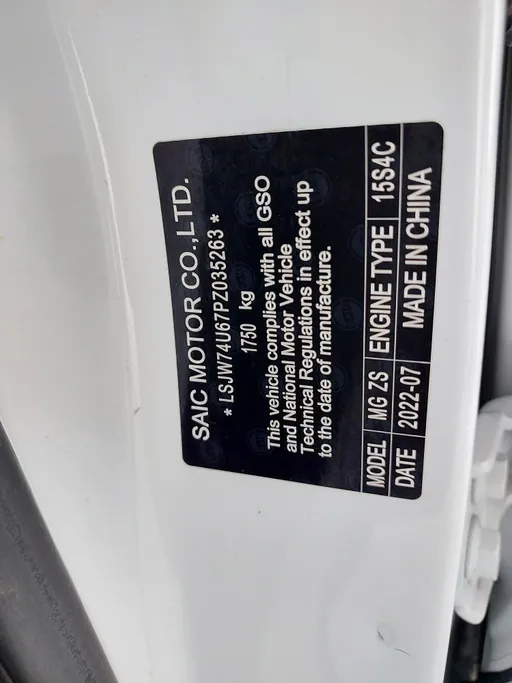 SAIC MOTOR CO.,LTD.
* LSJW74U67PZ035263 *
1750 kg
This vehicle complies with all GSO
and National Motor Vehicle
Technical Regulations in effect up
to the date of manufacture.
MODEL MG ZS ENGINE TYPE 15S4C
DATE 2022-07 MADE IN CHINA